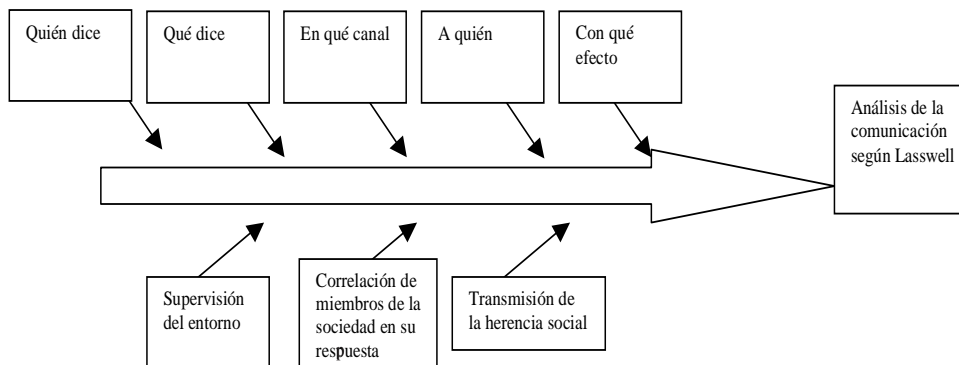 Quién dice
Qué dice
En qué canal
A quién
Con qué
efecto
Análisis de la
comunicación
según Lasswell
Supervisión
del entorno
Correlación de
miembros de la
sociedad en su
respuesta
Transmisión de
la herencia social